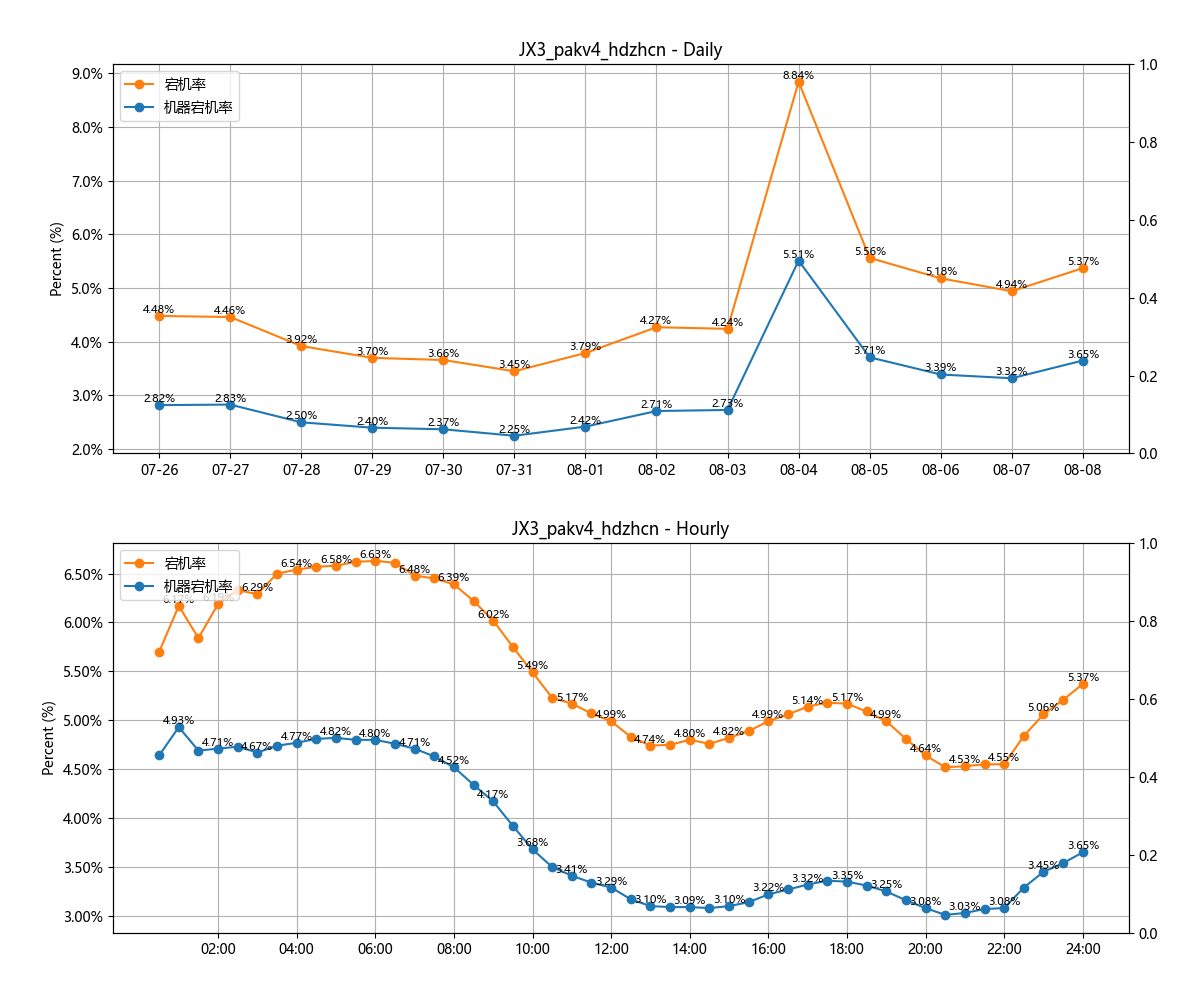 JX3_pakv4_hdzhcn - Daily
宕机率
机器宕机率
Percent (%)
9.0%
8.0%
7.0%
6.0%
5.0%
4.0%
3.0%
2.0%
1.0
0.8
0.6
0.4
0.2
0.0
4.48% 4.46% 3.92% 3.70% 3.66% 3.45% 3.79% 4.27% 4.24% 8.84% 5.56% 5.18% 4.94% 5.37%
2.82% 2.83% 2.50% 2.40% 2.37% 2.25% 2.42% 2.71% 2.73% 5.51% 3.71% 3.39% 3.32% 3.65%
07-26 07-27 07-28 07-29 07-30 07-31 08-01 08-02 08-03 08-04 08-05 08-06 08-07 08-08
JX3_pakv4_hdzhcn - Hourly
宕机率
机器宕机率
Percent (%)
6.50%
6.00%
5.50%
5.00%
4.50%
4.00%
3.50%
3.00%
1.0
0.8
0.6
0.4
0.2
0.0
6.17% 6.19% 6.29% 6.54% 6.58% 6.63% 6.48% 6.39% 6.02% 5.49% 5.17% 4.99% 4.74% 4.80% 4.82% 4.99% 5.14% 5.17% 4.99% 4.64% 4.53% 4.55% 5.06% 5.37%
4.93% 4.71% 4.67% 4.77% 4.82% 4.80% 4.71% 4.52% 4.17% 3.68% 3.41% 3.29% 3.10% 3.09% 3.10% 3.22% 3.32% 3.35% 3.25% 3.08% 3.03% 3.08% 3.45% 3.65%
02:00 04:00 06:00 08:00 10:00 12:00 14:00 16:00 18:00 20:00 22:00 24:00